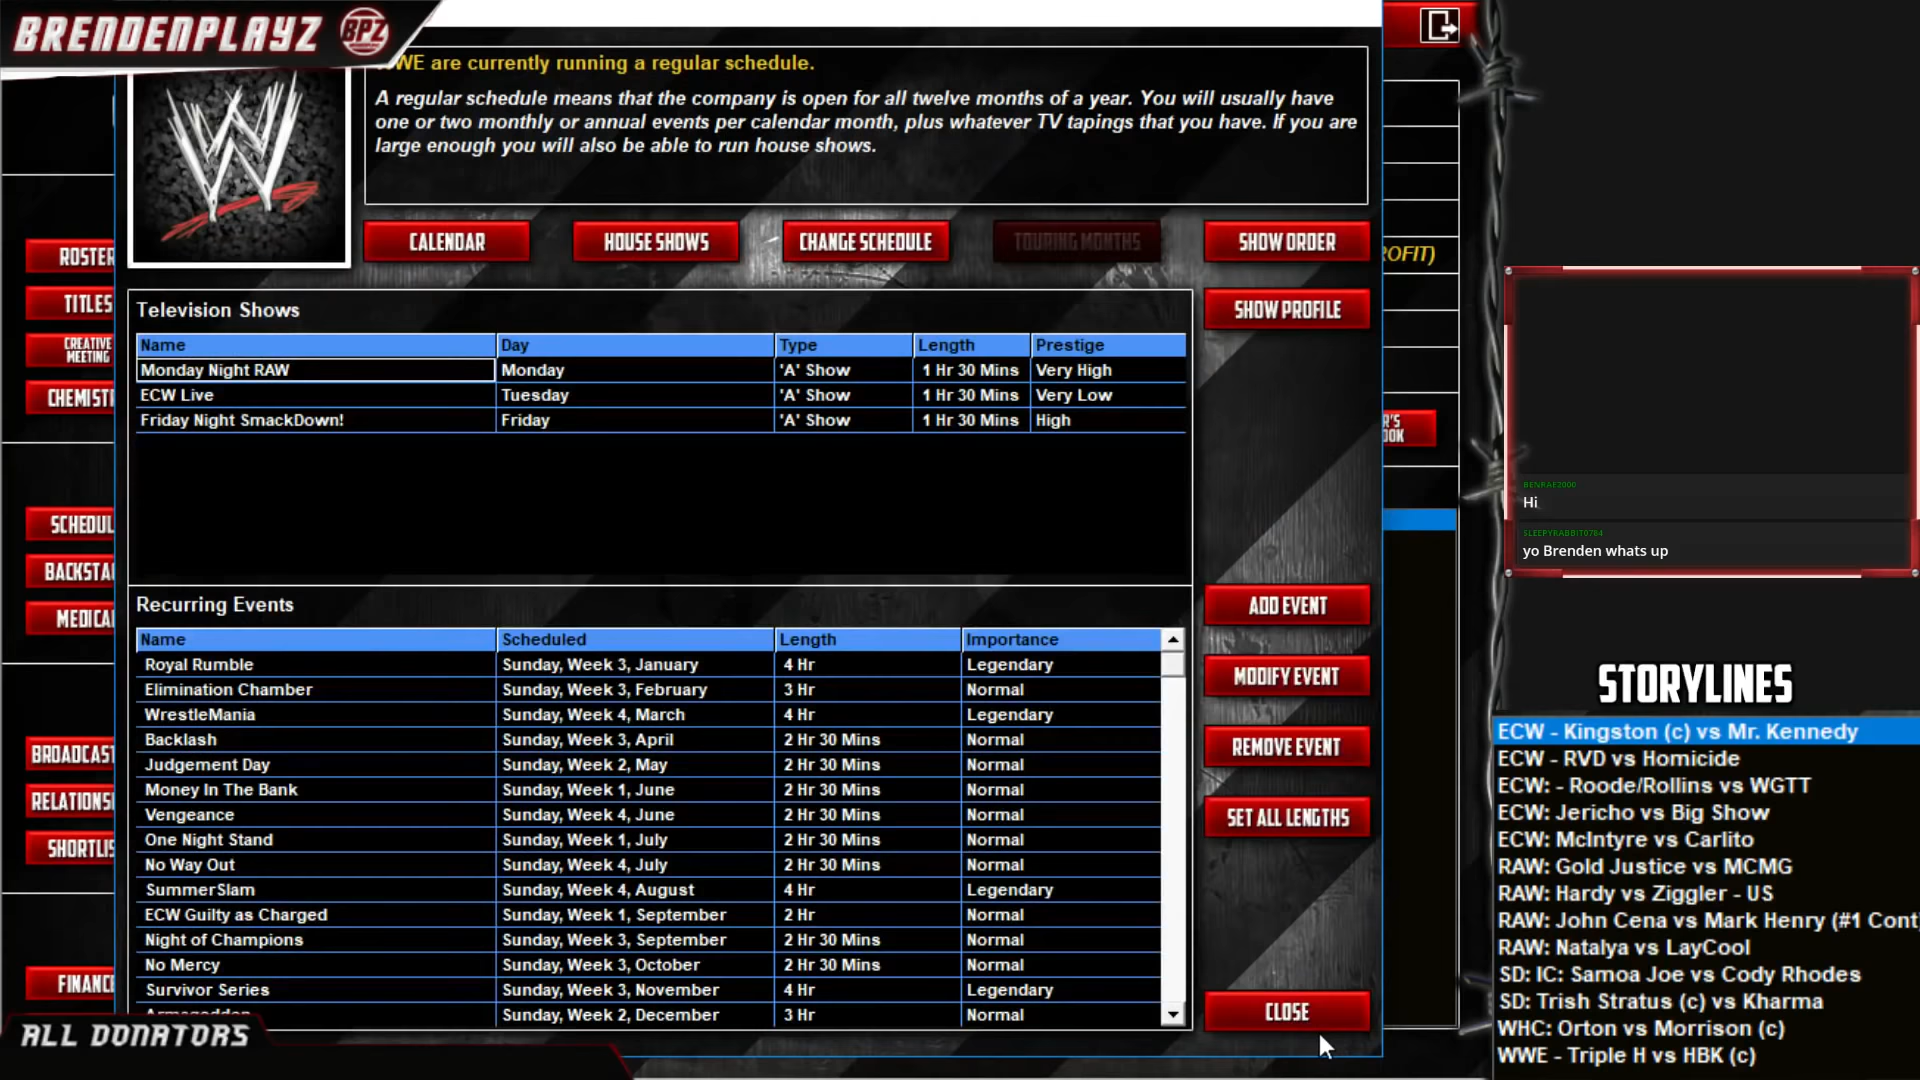 BRENDENPLAYZ
BPZ
WWE are currently running a regular schedule.
A regular schedule means that the company is open for all twelve months of a year. You will usually have
one or two monthly or annual events per calendar month, plus whatever TV tapings that you have. If you are
large enough you will also be able to run house shows.
CALENDAR
HOUSE SHOWS
CHANGE SCHEDULE
TOURING MONTHS
SHOW ORDER
SHOW PROFILE
Television Shows
Name Day Type Length Prestige
Monday Night RAW Monday 'A' Show 1 Hr 30 Mins Very High
ECW Live Tuesday 'A' Show 1 Hr 30 Mins Very Low
Friday Night SmackDown! Friday 'A' Show 1 Hr 30 Mins High
Recurring Events
Name Scheduled Length Importance
Royal Rumble Sunday, Week 3, January 4 Hr Legendary
Elimination Chamber Sunday, Week 3, February 3 Hr Normal
WrestleMania Sunday, Week 4, March 4 Hr Legendary
Backlash Sunday, Week 3, April 2 Hr 30 Mins Normal
Judgement Day Sunday, Week 2, May 2 Hr 30 Mins Normal
Money In The Bank Sunday, Week 1, June 2 Hr 30 Mins Normal
Vengeance Sunday, Week 4, June 2 Hr 30 Mins Normal
One Night Stand Sunday, Week 1, July 2 Hr 30 Mins Normal
No Way Out Sunday, Week 4, July 2 Hr 30 Mins Normal
SummerSlam Sunday, Week 4, August 4 Hr Legendary
ECW Guilty as Charged Sunday, Week 1, September 2 Hr Normal
Night of Champions Sunday, Week 3, September 2 Hr 30 Mins Normal
No Mercy Sunday, Week 3, October 2 Hr 30 Mins Normal
Survivor Series Sunday, Week 3, November 4 Hr Legendary
Armageddon Sunday, Week 2, December 3 Hr Normal
ADD EVENT
MODIFY EVENT
REMOVE EVENT
SET ALL LENGTHS
CLOSE
ROSTER
TITLES
CREATIVE
MEETING
CHEMIST
SCHEDUL
BACKSTA
MEDICA
BROADCAST
RELATIONS
SHORTLIS
FINANC
ALL DONATORS
ROFIT)
R'S
OOK
BENRAE2000
Hi
SLEEPYRABBIT0784
yo Brenden whats up
STORYLINES
ECW - Kingston (c) vs Mr. Kennedy
ECW - RVD vs Homicide
ECW: - Roode/Rollins vs WGTT
ECW: Jericho vs Big Show
ECW: McIntyre vs Carlito
RAW: Gold Justice vs MCMG
RAW: Hardy vs Ziggler - US
RAW: John Cena vs Mark Henry (#1 Cont
RAW: Natalya vs LayCool
SD: IC: Samoa Joe vs Cody Rhodes
SD: Trish Stratus (c) vs Kharma
WHC: Orton vs Morrison (c)
WWE - Triple H vs HBK (c)